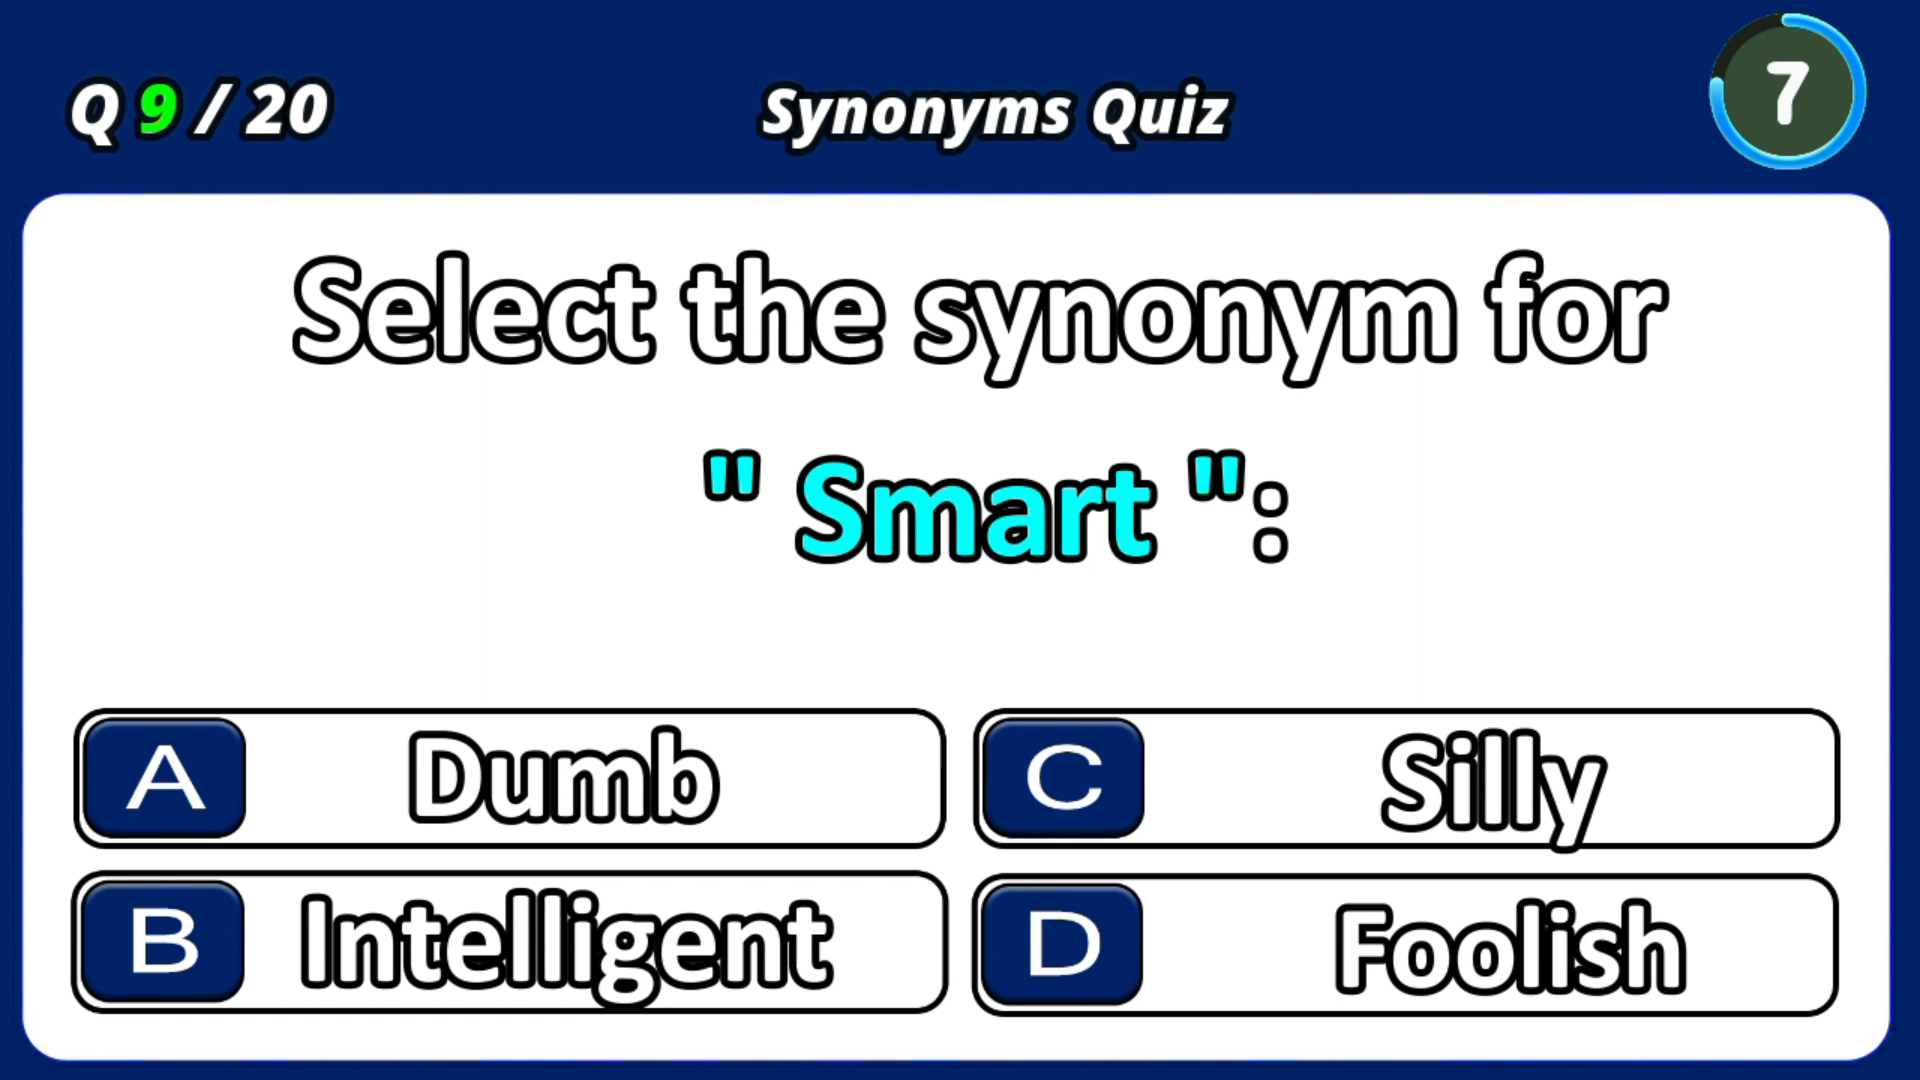 Q 9 / 20
Synonyms Quiz
7
Select the synonym for
" Smart ":
A Dumb
C Silly
B Intelligent
D Foolish